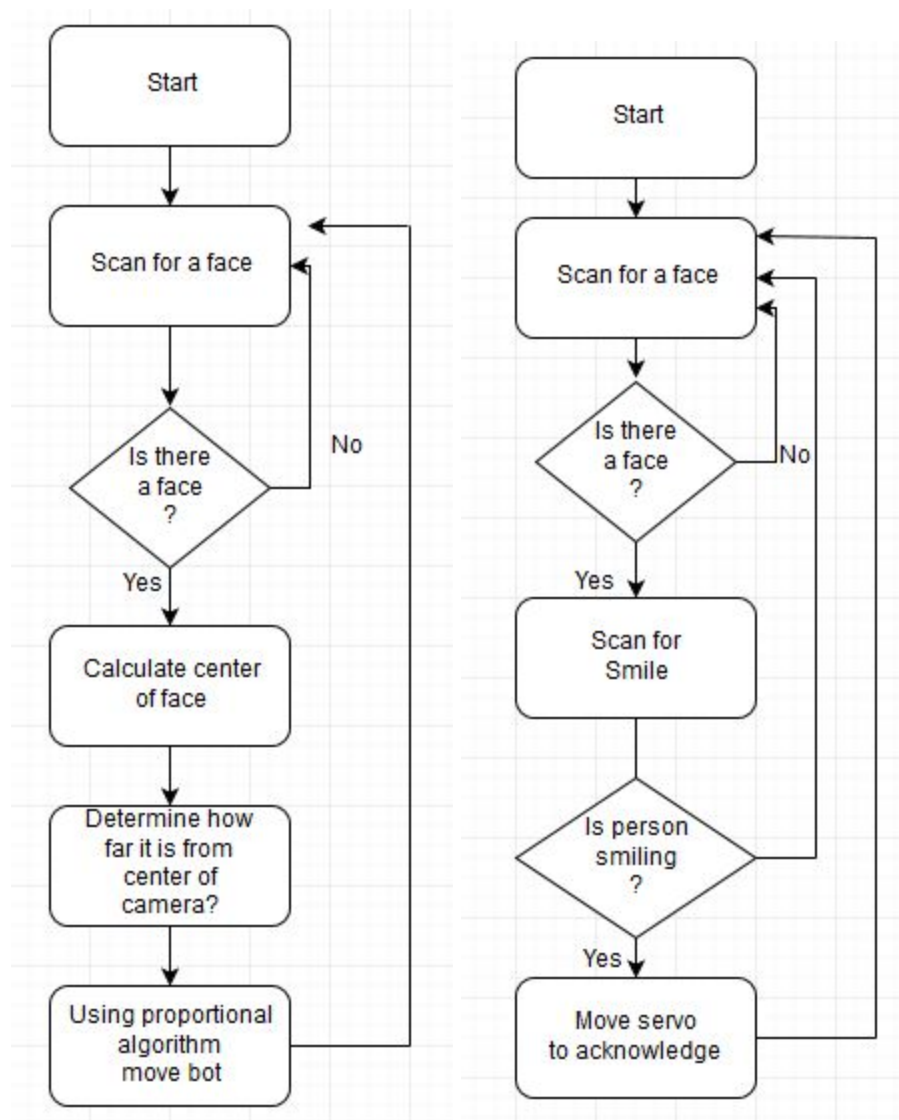 Start
Scan for a face
Is there
a face
?
No
Yes
Calculate center
of face
Determine how
far it is from
center of
camera?
Using proportional
algorithm
move bot
Start
Scan for a face
Is there
a face
?
No
Yes
Scan for
Smile
Is person
smiling
?
Yes
Move servo
to acknowledge